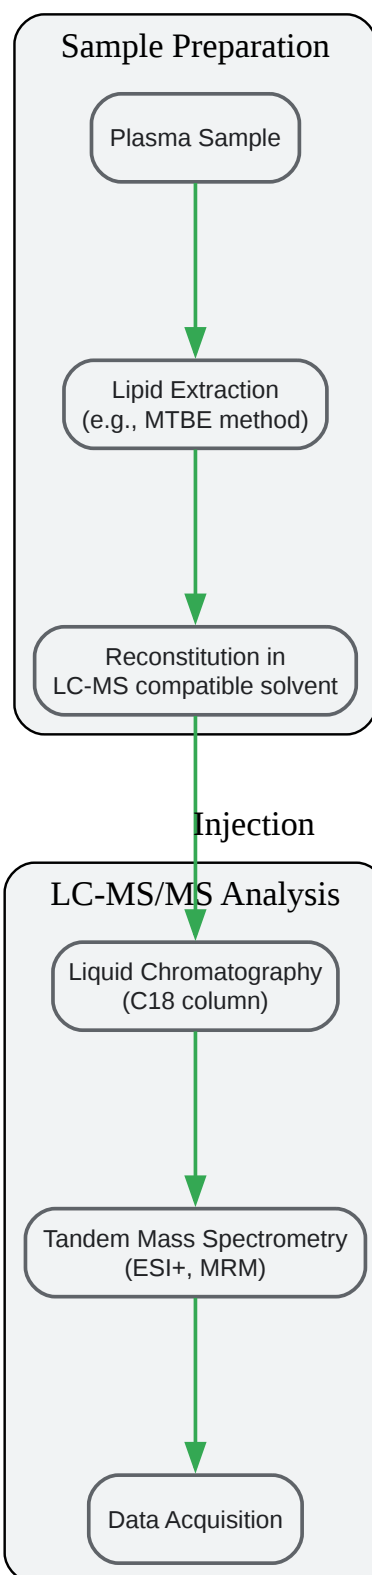 Sample Preparation
Plasma Sample
Lipid Extraction
(e.g., MTBE method)
Reconstitution in
LC-MS compatible solvent
Injection
LC-MS/MS Analysis
Liquid Chromatography
(C18 column)
Tandem Mass Spectrometry
(ESI+, MRM)
Data Acquisition